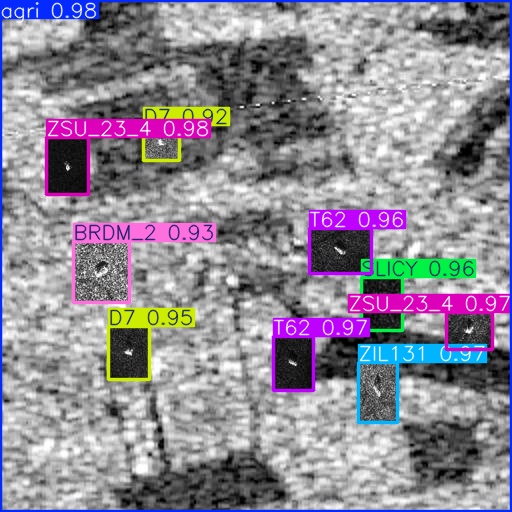 agri 0.98
D7 0.92
ZSU_23_4 0.98
T62 0.96
BRDM_2 0.93
SLICY 0.96
ZSU_23_4 0.97
D7 0.95
T62 0.97
ZIL131 0.97